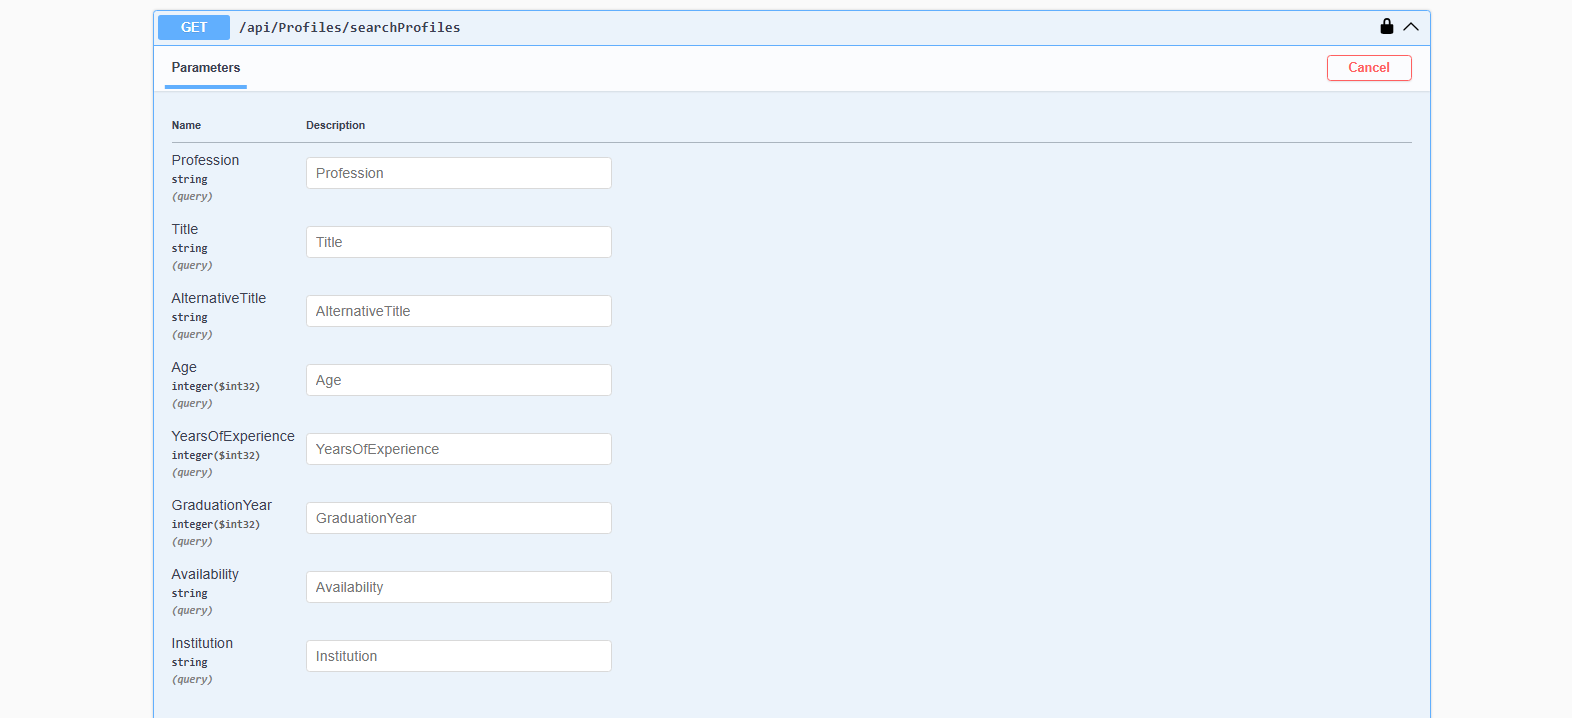 GET /api/Profiles/searchProfiles
Parameters
Cancel
Name Description
Profession
string
(query)
Profession
Title
string
(query)
Title
AlternativeTitle
string
(query)
AlternativeTitle
Age
integer($int32)
(query)
Age
YearsOfExperience
integer($int32)
(query)
YearsOfExperience
GraduationYear
integer($int32)
(query)
GraduationYear
Availability
string
(query)
Availability
Institution
string
(query)
Institution